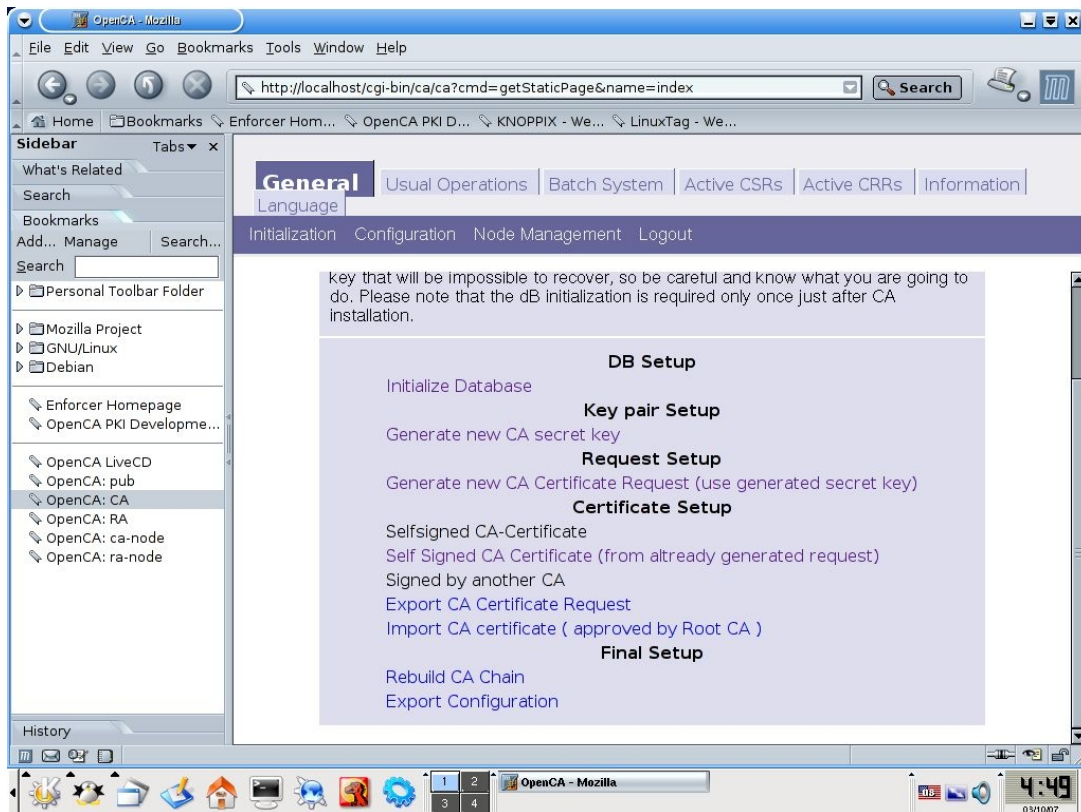 OpenCA - Mozilla
File Edit View Go Bookmarks Tools Window Help
http://localhost/cgi-bin/ca/ca?cmd=getStaticPage&name=index
Search
Home Bookmarks Enforcer Hom... OpenCA PKI D... KNOPPIX - We... LinuxTag - We...
Sidebar Tabs x
What's Related
Search
Bookmarks
Add... Manage Search...
Search
Personal Toolbar Folder
Mozilla Project
GNU/Linux
Debian
Enforcer Homepage
OpenCA PKI Developme...
OpenCA LiveCD
OpenCA: pub
OpenCA: CA
OpenCA: RA
OpenCA: ca-node
OpenCA: ra-node
History
General Usual Operations Batch System Active CSRs Active CRRs Information
Language
Initialization Configuration Node Management Logout
key that will be impossible to recover, so be careful and know what you are going to
do. Please note that the dB initialization is required only once just after CA
installation.
DB Setup
Initialize Database
Key pair Setup
Generate new CA secret key
Request Setup
Generate new CA Certificate Request (use generated secret key)
Certificate Setup
Selfsigned CA-Certificate
Self Signed CA Certificate (from altready generated request)
Signed by another CA
Export CA Certificate Request
Import CA certificate ( approved by Root CA )
Final Setup
Rebuild CA Chain
Export Configuration
1 2
3 4
OpenCA - Mozilla
us
4:49
03/10/07